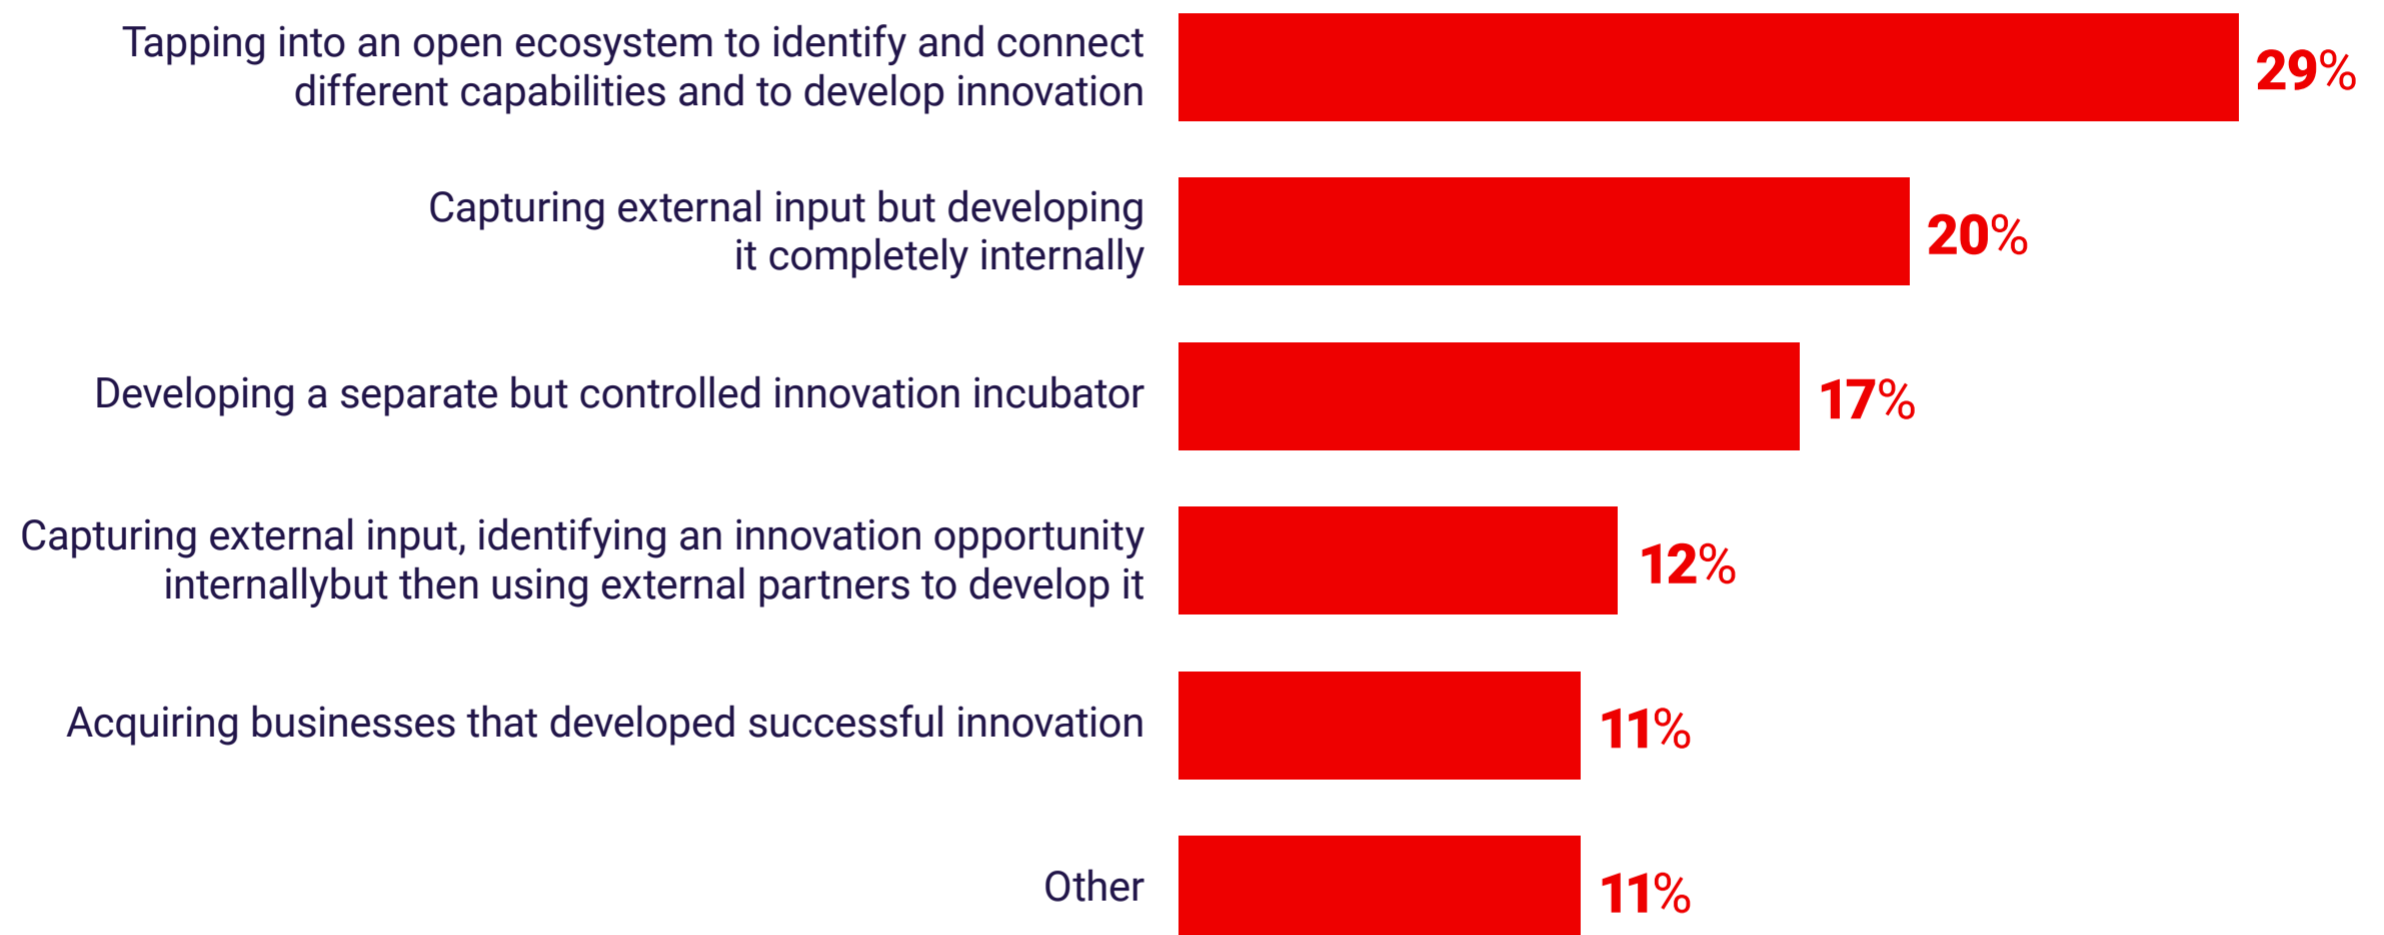 Tapping into an open ecosystem to identify and connect
different capabilities and to develop innovation
29%
Capturing external input but developing
it completely internally
20%
Developing a separate but controlled innovation incubator
17%
Capturing external input, identifying an innovation opportunity
internallybut then using external partners to develop it
12%
Acquiring businesses that developed successful innovation
11%
Other
11%